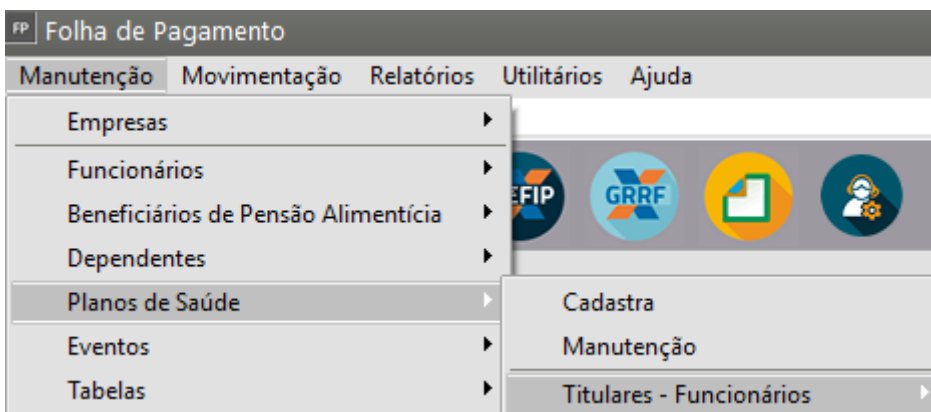 FP Folha de Pagamento
Manutenção Movimentação Relatórios Utilitários Ajuda
Empresas
Funcionários
EFIP GRRF
Beneficiários de Pensão Alimentícia
Dependentes
Planos de Saúde
Cadastra
Eventos
Manutenção
Tabelas
Titulares - Funcionários